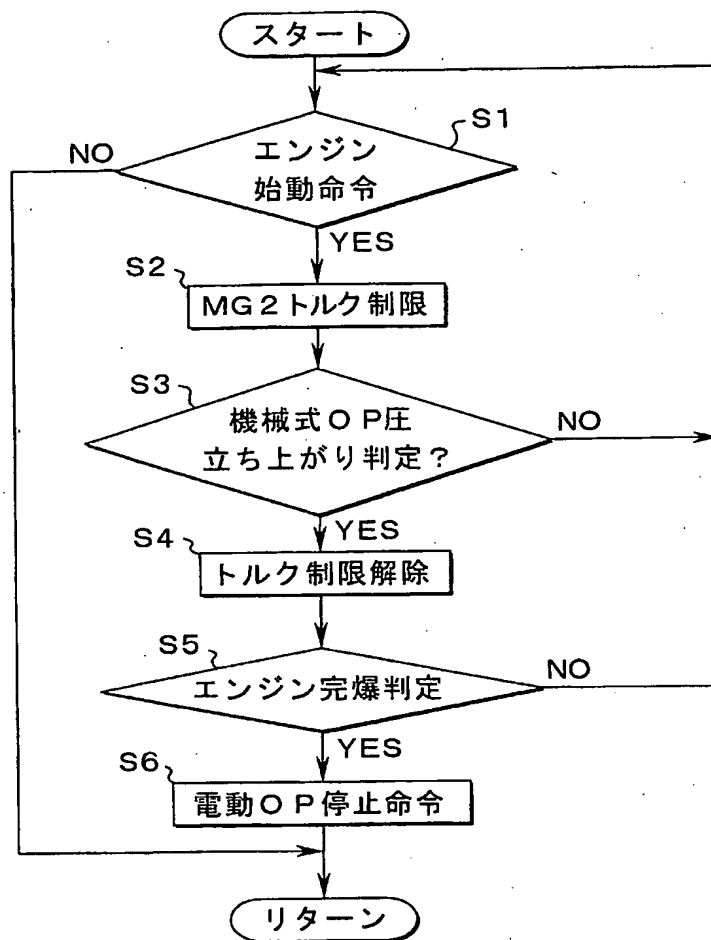 スタート
S1
NO
エンジン
始動命令
YES
S2
MG2トルク制限
S3
機械式OP圧
立ち上がり判定?
NO
YES
S4
トルク制限解除
S5
エンジン完爆判定
NO
YES
S6
電動OP停止命令
リターン